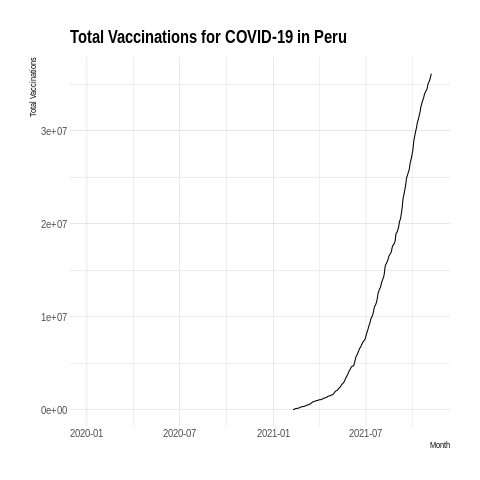 Total Vaccinations for COVID-19 in Peru
Total Vaccinations
3e+07
2e+07
1e+07
0e+00
2020-01 2020-07 2021-01 2021-07
Month